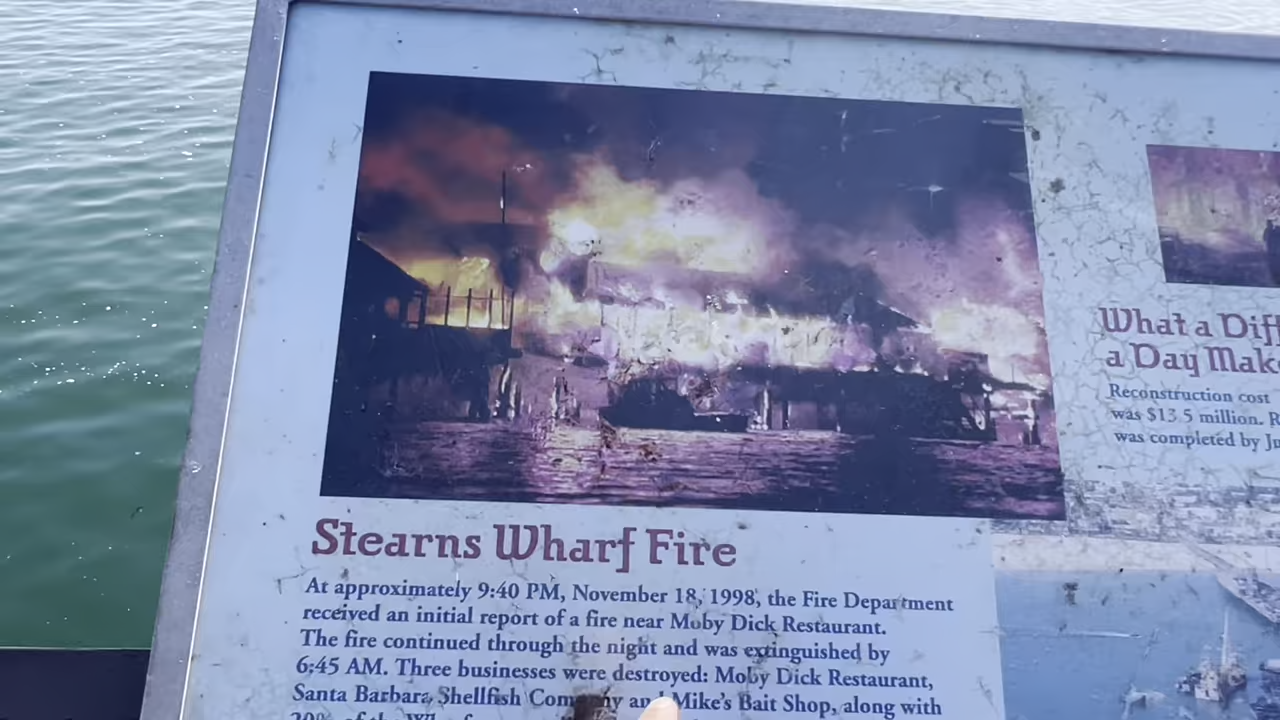 Stearns Wharf Fire
At approximately 9:40 PM, November 18, 1998, the Fire Department
received an initial report of a fire near Moby Dick Restaurant.
The fire continued through the night and was extinguished by
6:45 AM. Three businesses were destroyed: Moby Dick Restaurant,
Santa Barbara Shellfish and Mike's Bait Shop, along with
What a
a Day
Reconstruction cost
was $13.5 million.
was completed by